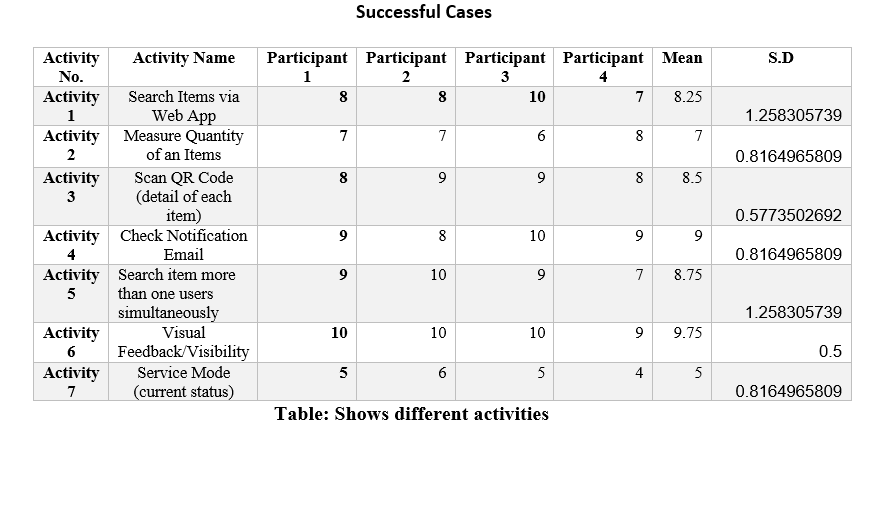 Successful Cases
Activity No. Activity Name Participant 1 Participant 2 Participant 3 Participant 4 Mean S.D
Activity 1 Search Items via Web App 8 8 10 7 8.25 1.258305739
Activity 2 Measure Quantity of an Items 7 7 6 8 7 0.8164965809
Activity 3 Scan QR Code (detail of each item) 8 9 9 8 8.5 0.5773502692
Activity 4 Check Notification Email 9 8 10 9 9 0.8164965809
Activity 5 Search item more than one users simultaneously 9 10 9 7 8.75 1.258305739
Activity 6 Visual Feedback/Visibility 10 10 10 9 9.75 0.5
Activity 7 Service Mode (current status) 5 6 5 4 5 0.8164965809
Table: Shows different activities